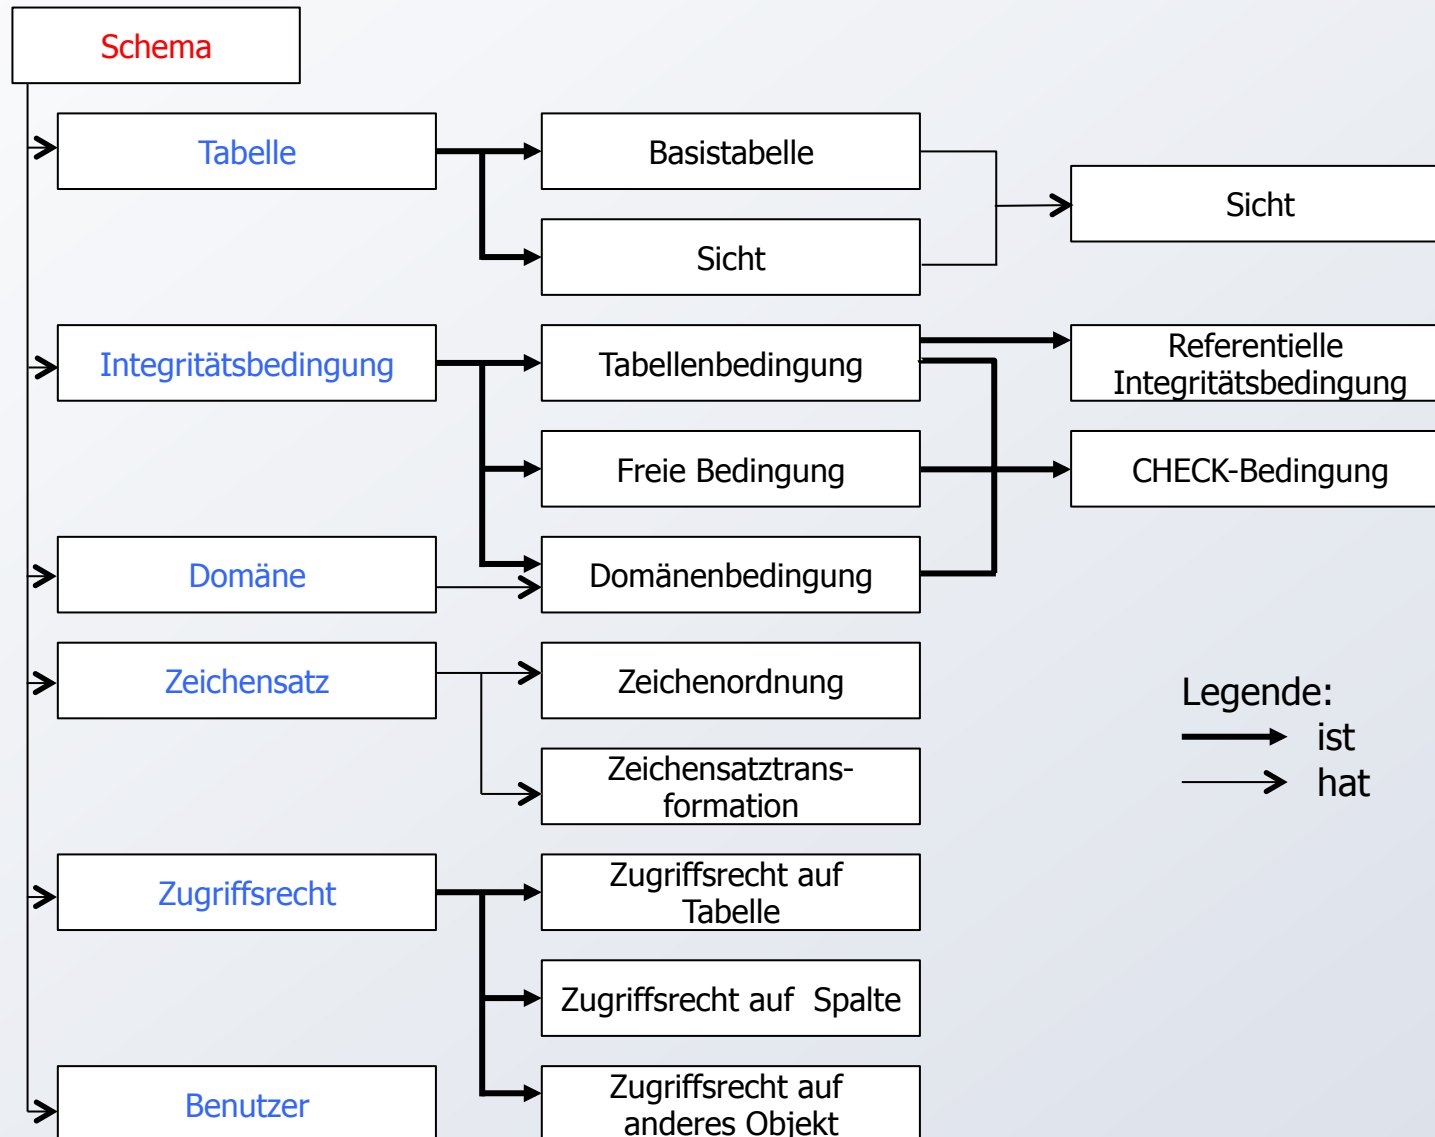 Schema
Tabelle
Basistabelle
Sicht
Sicht
Integritätsbedingung
Tabellenbedingung
Referentielle
Integritätsbedingung
Freie Bedingung
CHECK-Bedingung
Domäne
Domänenbedingung
Zeichensatz
Zeichenordnung
Legende:
ist
hat
Zeichensatztrans-
formation
Zugriffsrecht
Zugriffsrecht auf
Tabelle
Zugriffsrecht auf Spalte
Benutzer
Zugriffsrecht auf
anderes Objekt